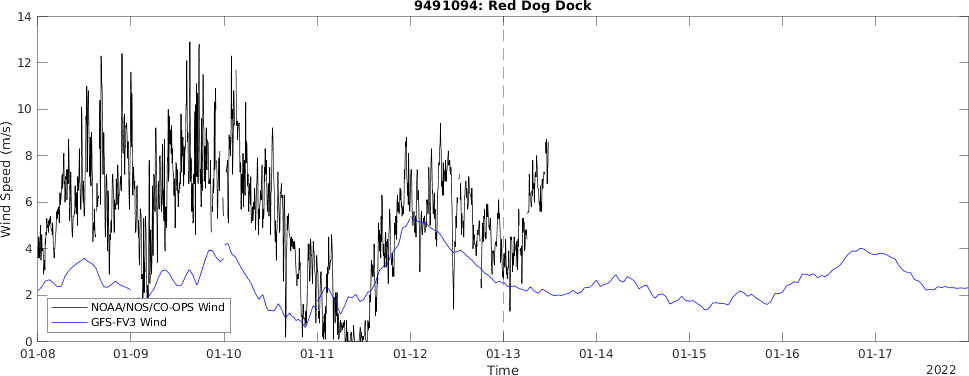 9491094: Red Dog Dock
Wind Speed (m/s)
14
12
10
8
6
4
2
0
NOAA/NOS/CO-OPS Wind
GFS-FV3 Wind
01-08 01-09 01-10 01-11 01-12 01-13 01-14 01-15 01-16 01-17
Time
2022